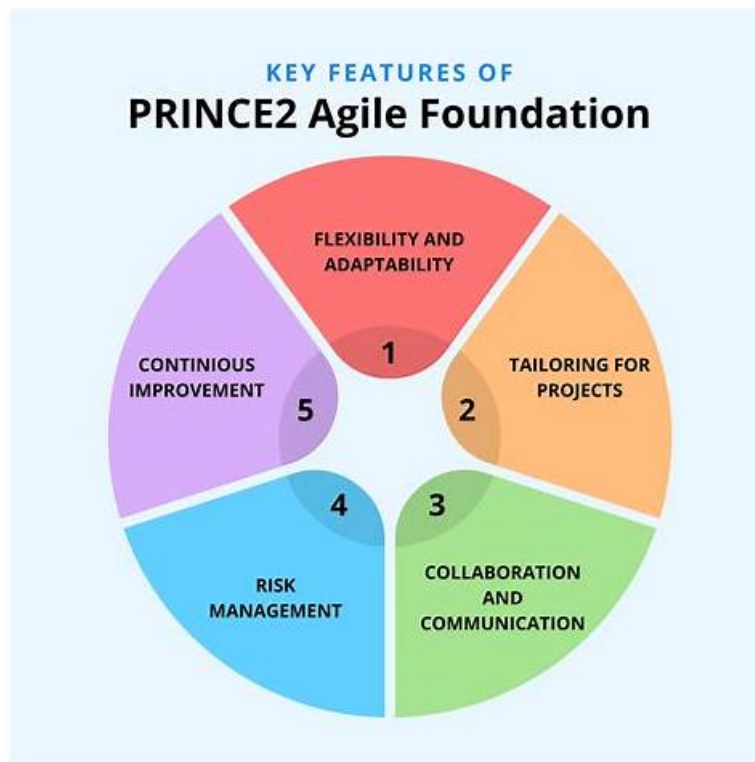 KEY FEATURES OF
PRINCE2 Agile Foundation
FLEXIBILITY AND
ADAPTABILITY
1
TAILORING FOR
PROJECTS
2
COLLABORATION
AND
COMMUNICATION
3
RISK
MANAGEMENT
4
CONTINIOUS
IMPROVEMENT
5